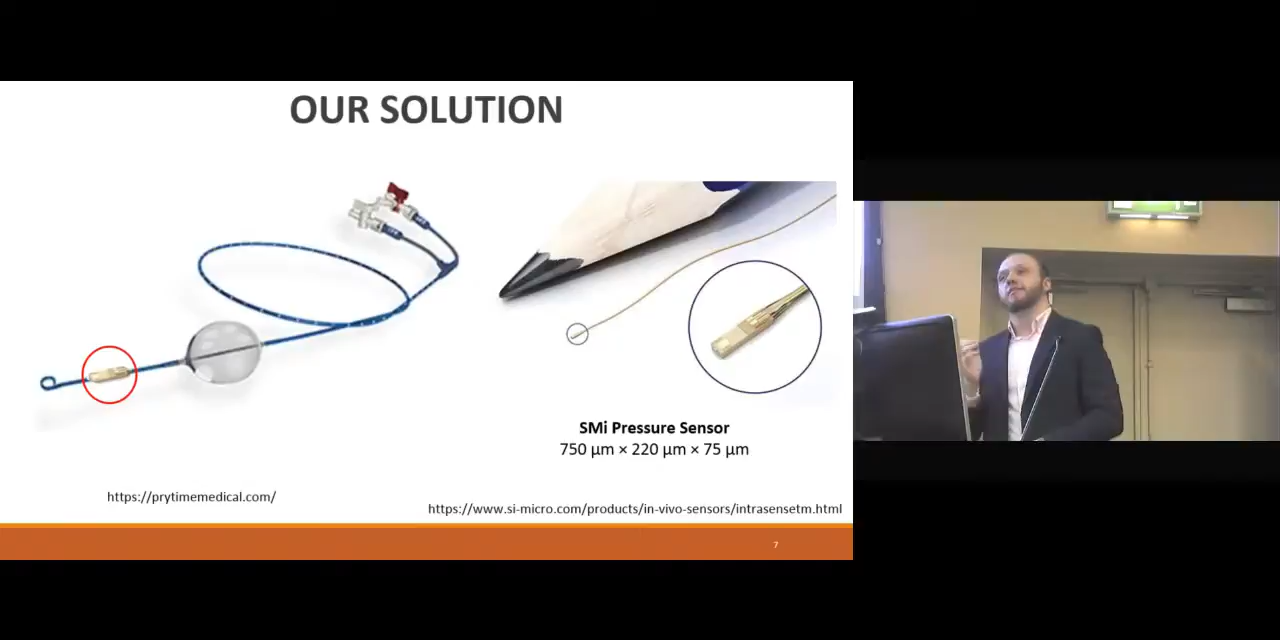 OUR SOLUTION
SMi Pressure Sensor
750 µm × 220 µm × 75 µm
https://prytimemedical.com/
https://www.si-micro.com/products/in-vivo-sensors/intrasensetm.html
7